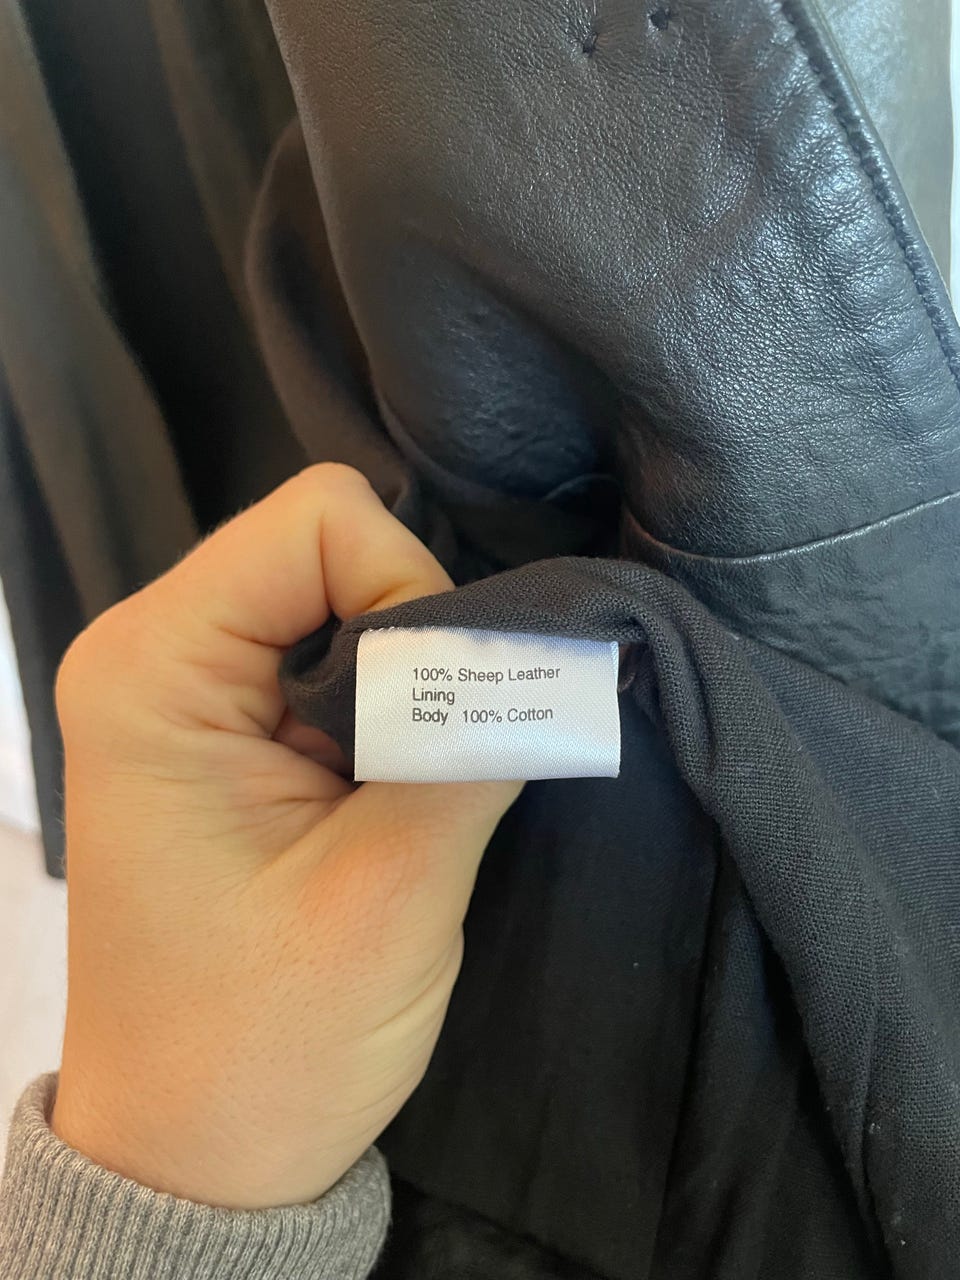 100% Sheep Leather
Lining
Body 100% Cotton